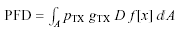 PFD = ∫_A p_TX g_TX D f[x] dA